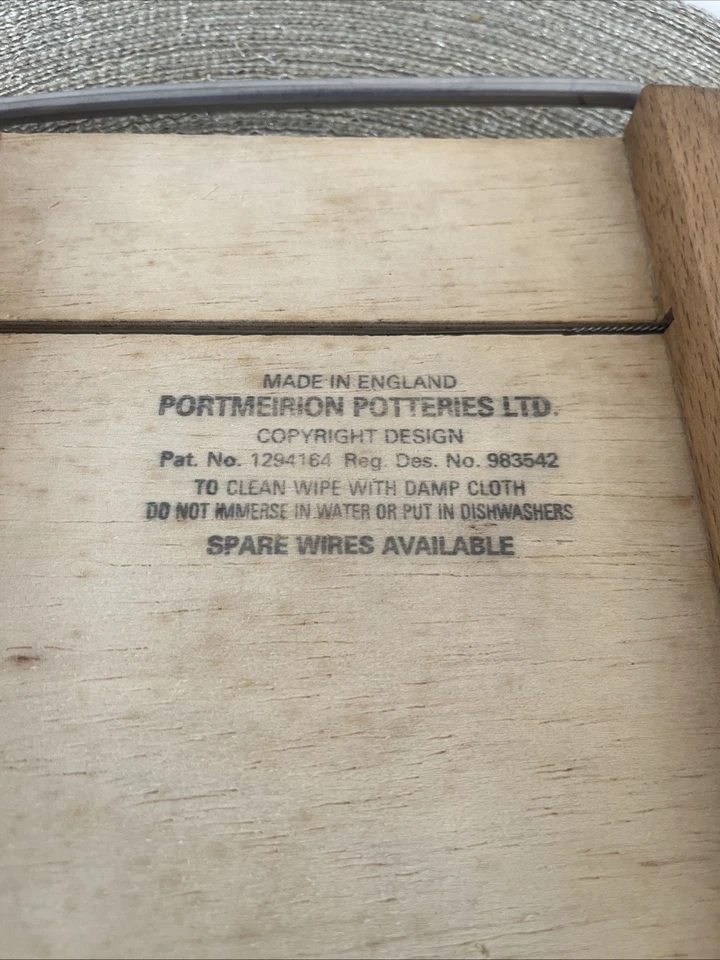 MADE IN ENGLAND
PORTMEIRION POTTERIES LTD.
COPYRIGHT DESIGN
Pat. No. 1294164 Reg. Des. No. 983542
TO CLEAN WIPE WITH DAMP CLOTH
DO NOT IMMERSE IN WATER OR PUT IN DISHWASHERS
SPARE WIRES AVAILABLE